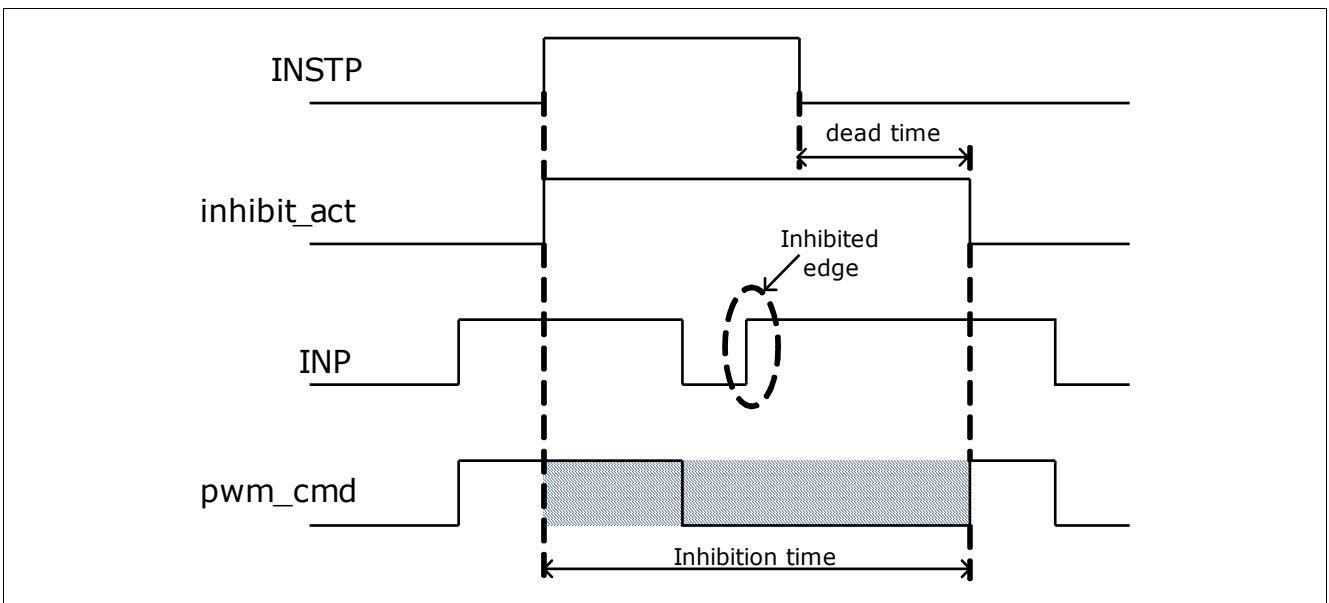 INSTP
dead time
inhibit_act
Inhibited
edge
INP
pwm_cmd
Inhibition time